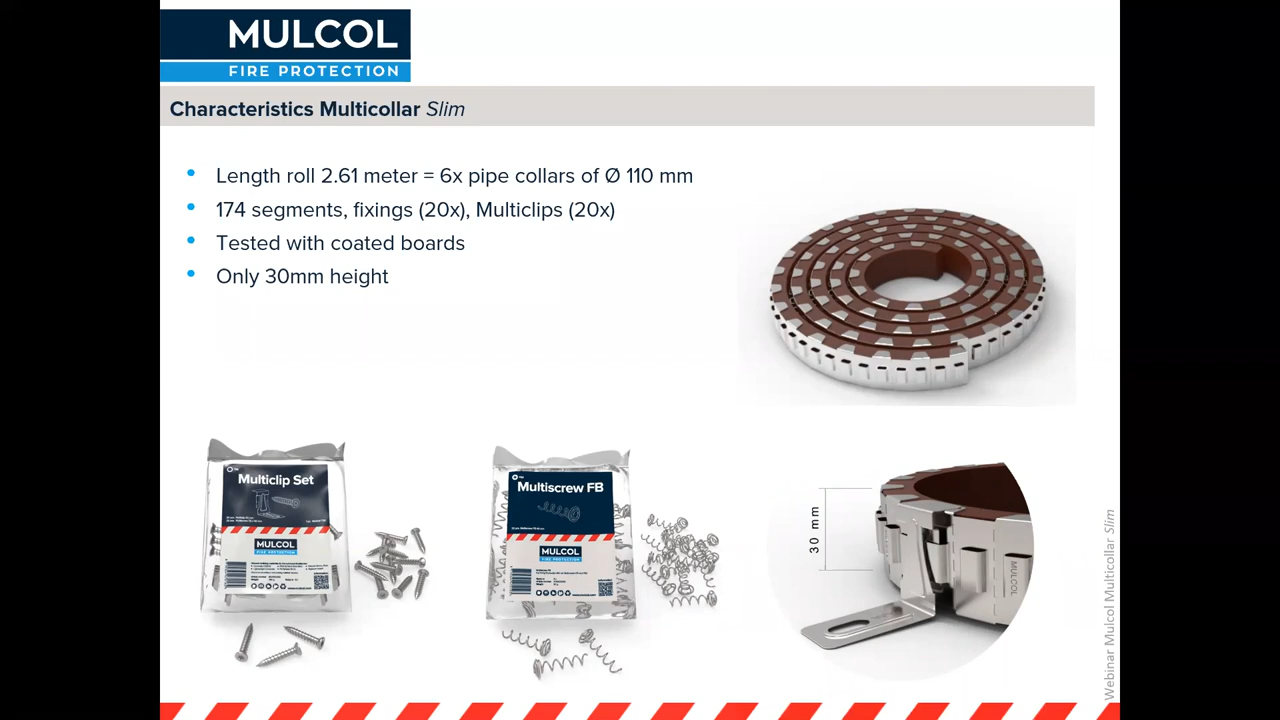 MULCOL
FIRE PROTECTION
Characteristics Multicollar Slim
Length roll 2.61 meter = 6x pipe collars of Ø 110 mm
174 segments, fixings (20x), Multiclips (20x)
Tested with coated boards
Only 30mm height
Multiclip Set
MULCOL
FIRE PROTECTION
Multiscrew FB
MULCOL
FIRE PROTECTION
30 mm
MULCOL
Webinar Mulcol Multicollar Slim